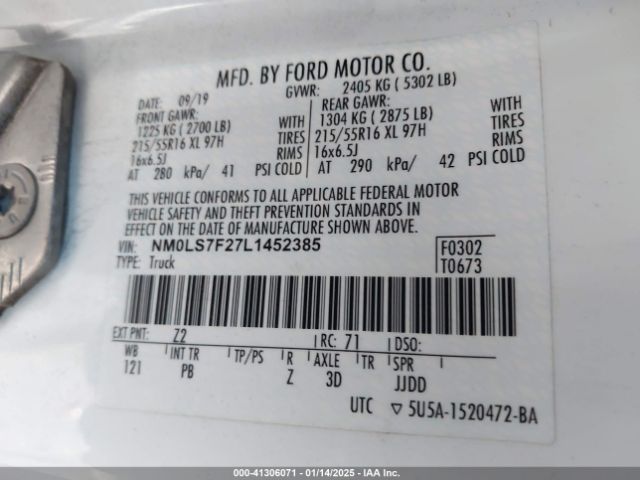 MFD. BY FORD MOTOR CO.
DATE: 09/19 GVWR: 2405 KG ( 5302 LB)
FRONT GAWR: REAR GAWR:
1225 KG ( 2700 LB) WITH 1304 KG ( 2875 LB) WITH
215/55R16 XL 97H TIRES 215/55R16 XL 97H TIRES
16x6.5J RIMS 16x6.5J RIMS
AT 280 kPa/ 41 PSI COLD AT 290 kPa/ 42 PSI COLD
THIS VEHICLE CONFORMS TO ALL APPLICABLE FEDERAL MOTOR
VEHICLE SAFETY AND THEFT PREVENTION STANDARDS IN
EFFECT ON THE DATE OF MANUFACTURE SHOWN ABOVE.
VIN: NM0LS7F27L1452385 F0302
TYPE: Truck T0673
EXT PNT: Z2 RC: 71 DSO:
WB INT TR TP/PS R AXLE TR SPR
121 PB Z 3D JJDD
UTC ▽ 5U5A-1520472-BA
00-41306071 - 01/14/2025 - IAA Inc.